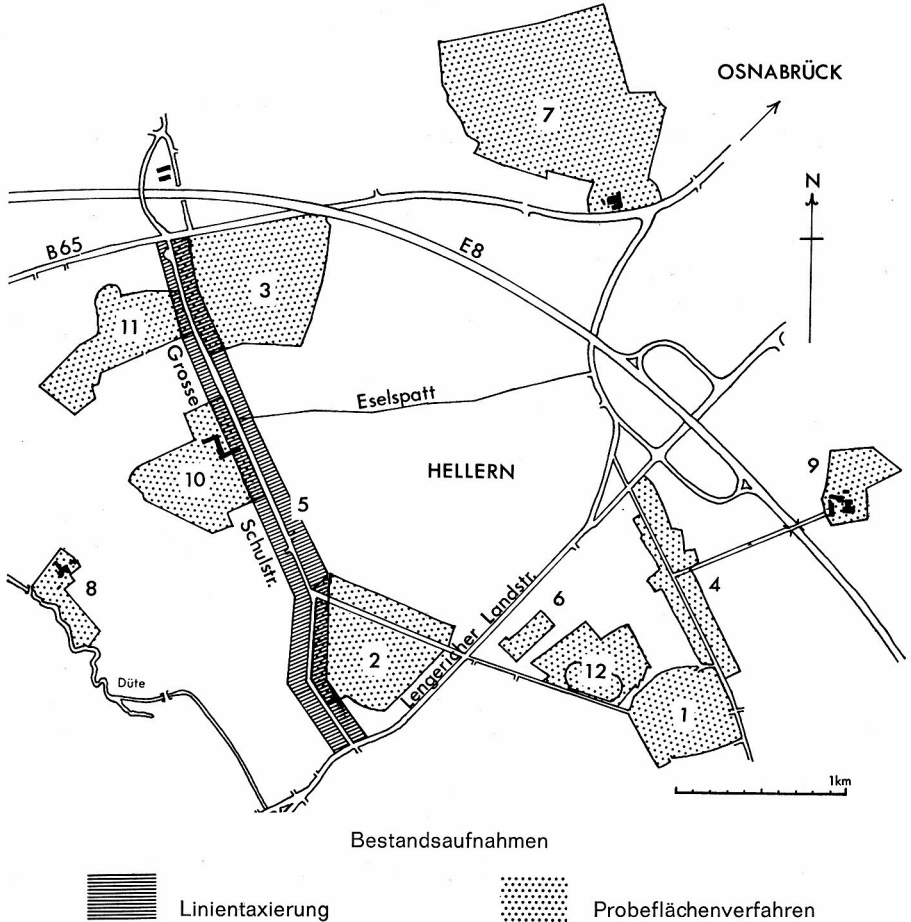 OSNABRÜCK
7
N
B 65
E8
3
11
Grosse
Eselspatt
HELLERN
9
10
5
Schulstr.
8
4
6
Lengericher Landstr.
2
12
Düte
1
1km
Bestandsaufnahmen
Linientaxierung
Probeflächenverfahren